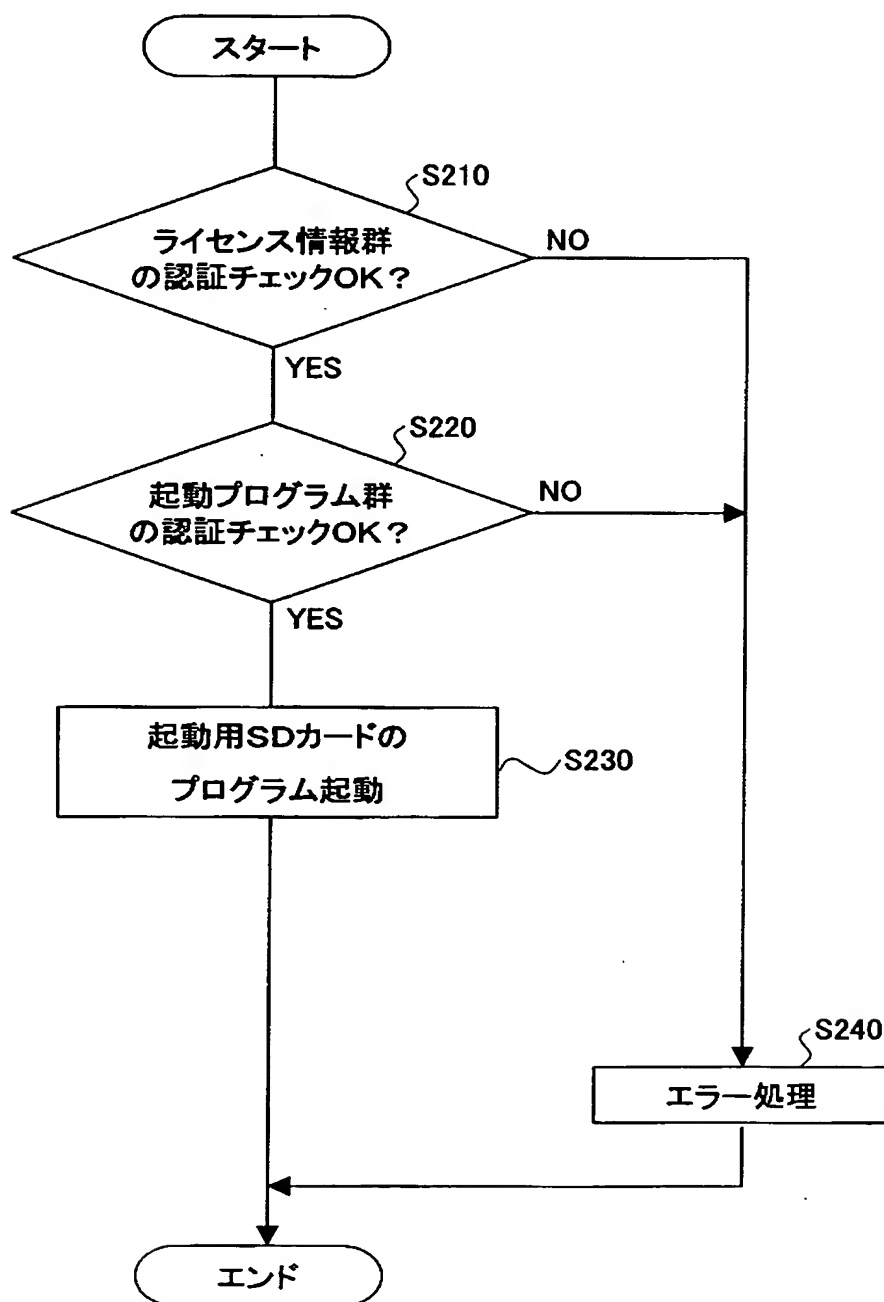 スタート
S210
ライセンス情報群
の認証チェックOK？
NO
YES
S220
起動プログラム群
の認証チェックOK？
NO
YES
起動用SDカードの
プログラム起動
S230
S240
エラー処理
エンド